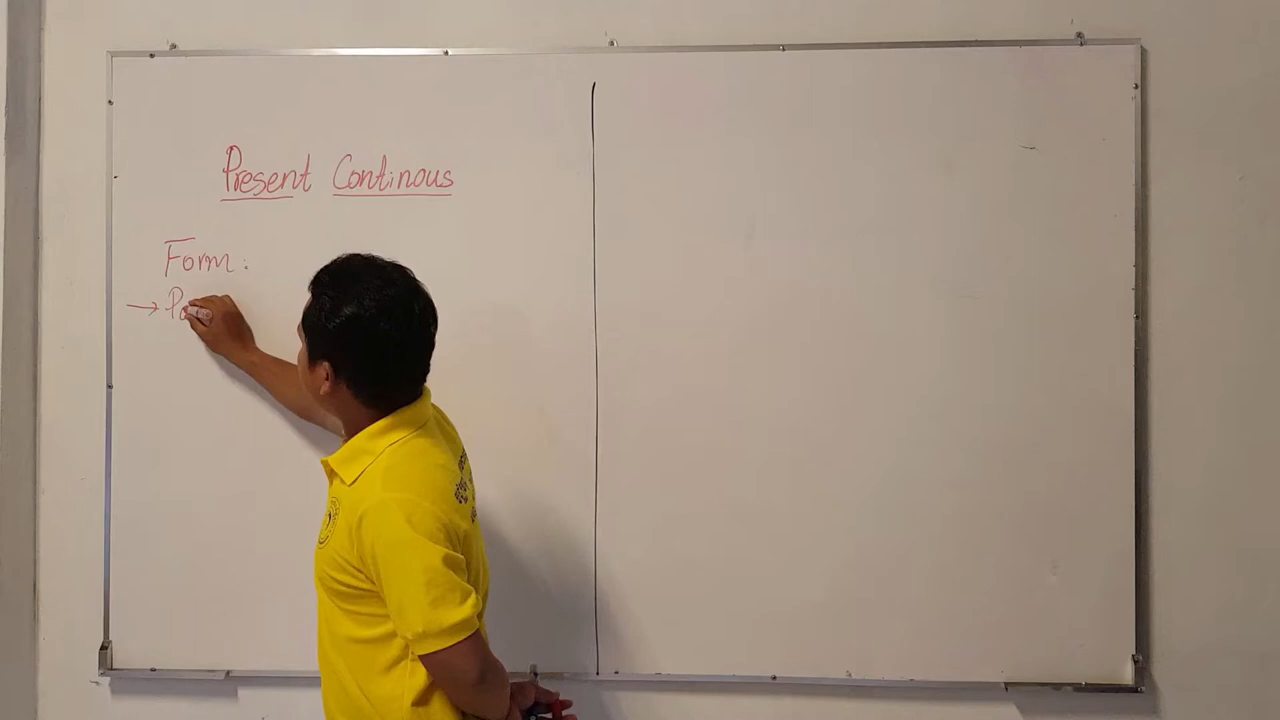 Present Continous
Form :
→ Po